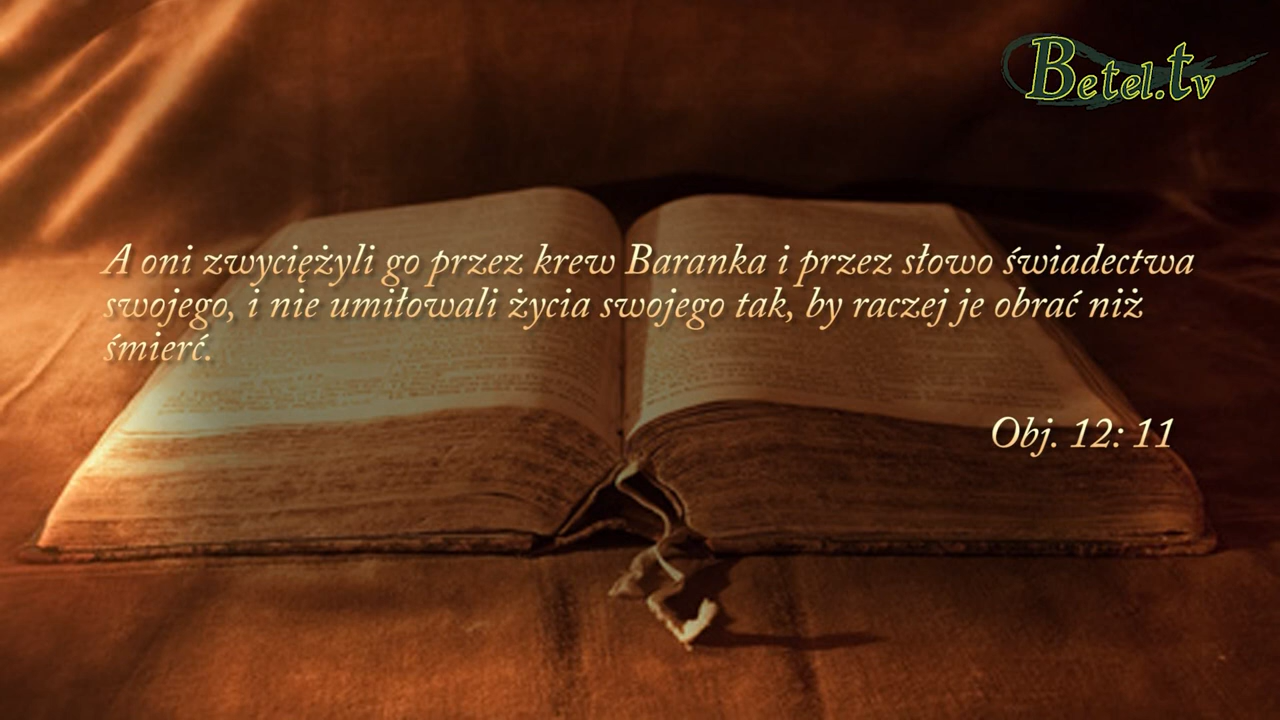 Betel.tv
A oni zwyciężyli go przez krew Baranka i przez słowo świadectwa
swojego, i nie umiłowali życia swojego tak, by raczej je obrać niż
śmierć.
Obj. 12: 11